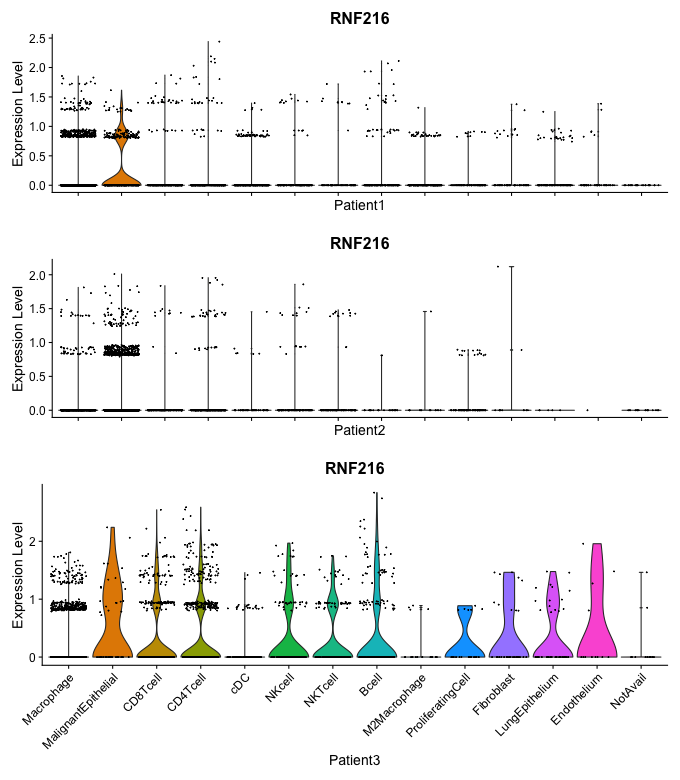 RNF216
Expression Level
2.5
2.0
1.5
1.0
0.5
0.0
Patient1
RNF216
Expression Level
2.0
1.5
1.0
0.5
0.0
Patient2
RNF216
Expression Level
2
1
0
Macrophage
MalignantEpithelial
CD8Tcell
CD4Tcell
cDC
NKcell
NKTcell
Bcell
M2Macrophage
ProliferatingCell
Fibroblast
LungEpithelium
Endothelium
NotAvail
Patient3